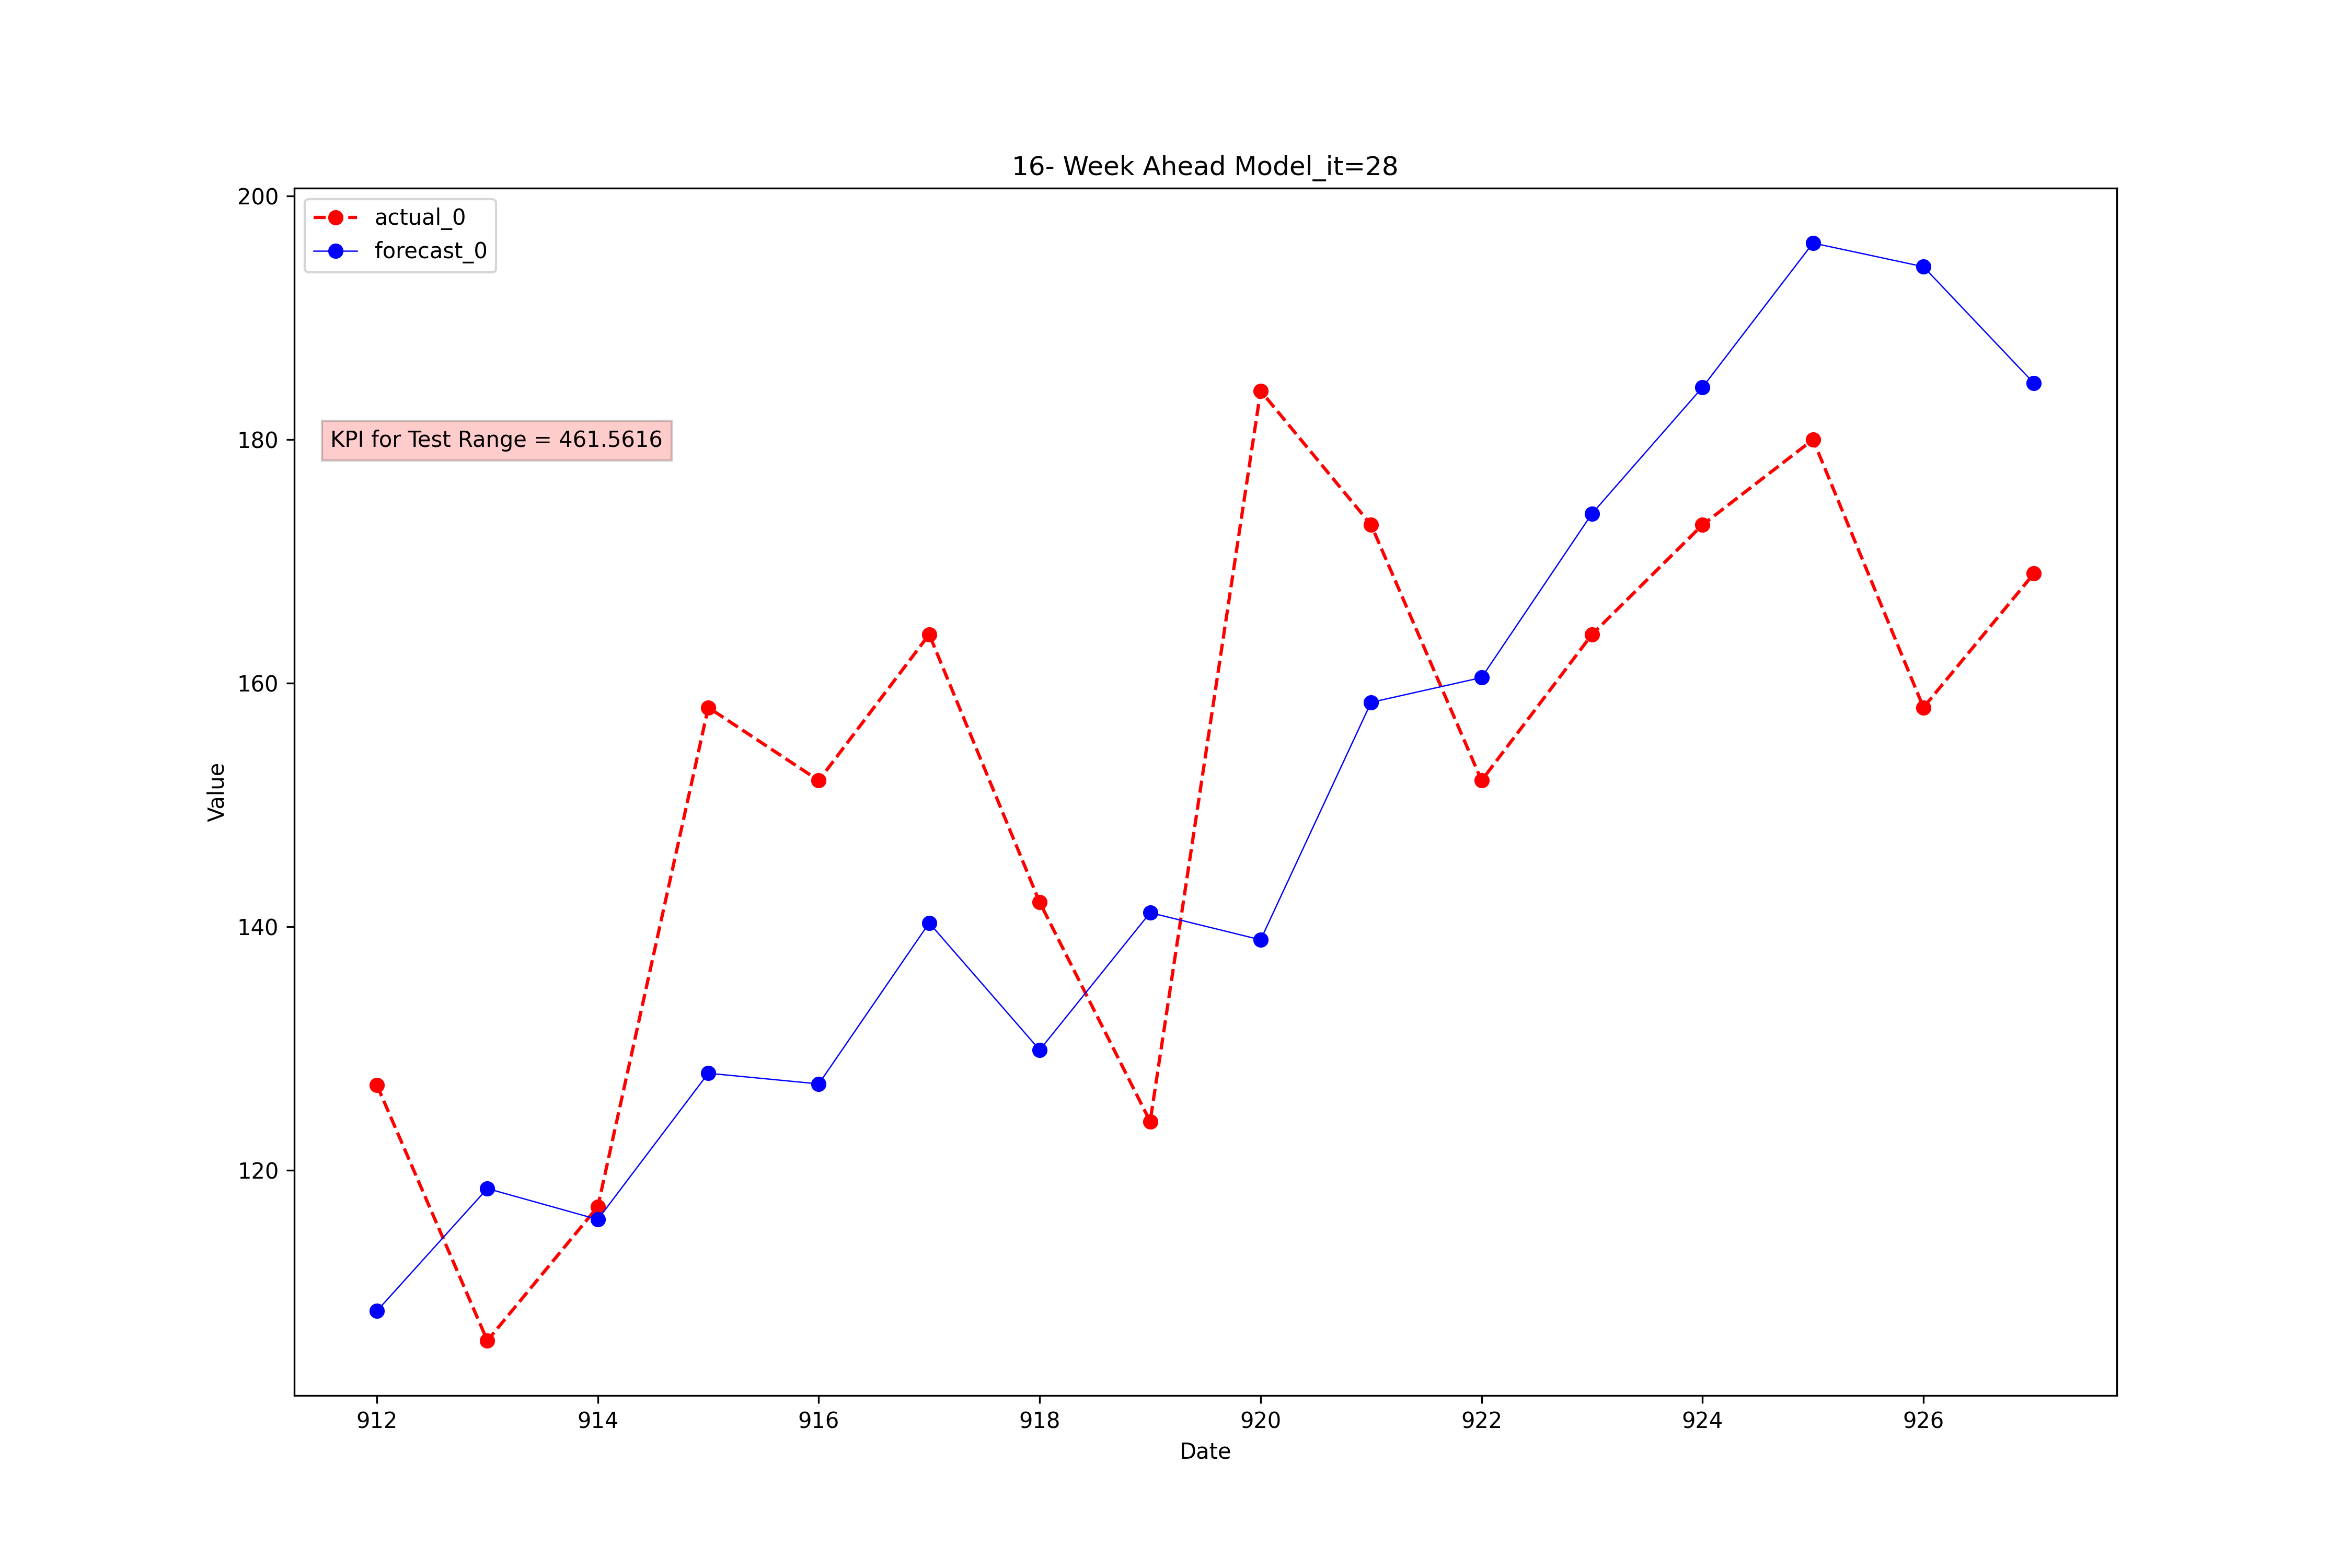 16- Week Ahead Model_it=28
actual_0
forecast_0
KPI for Test Range = 461.5616
Value
200
180
160
140
120
912 914 916 918 920 922 924 926
Date